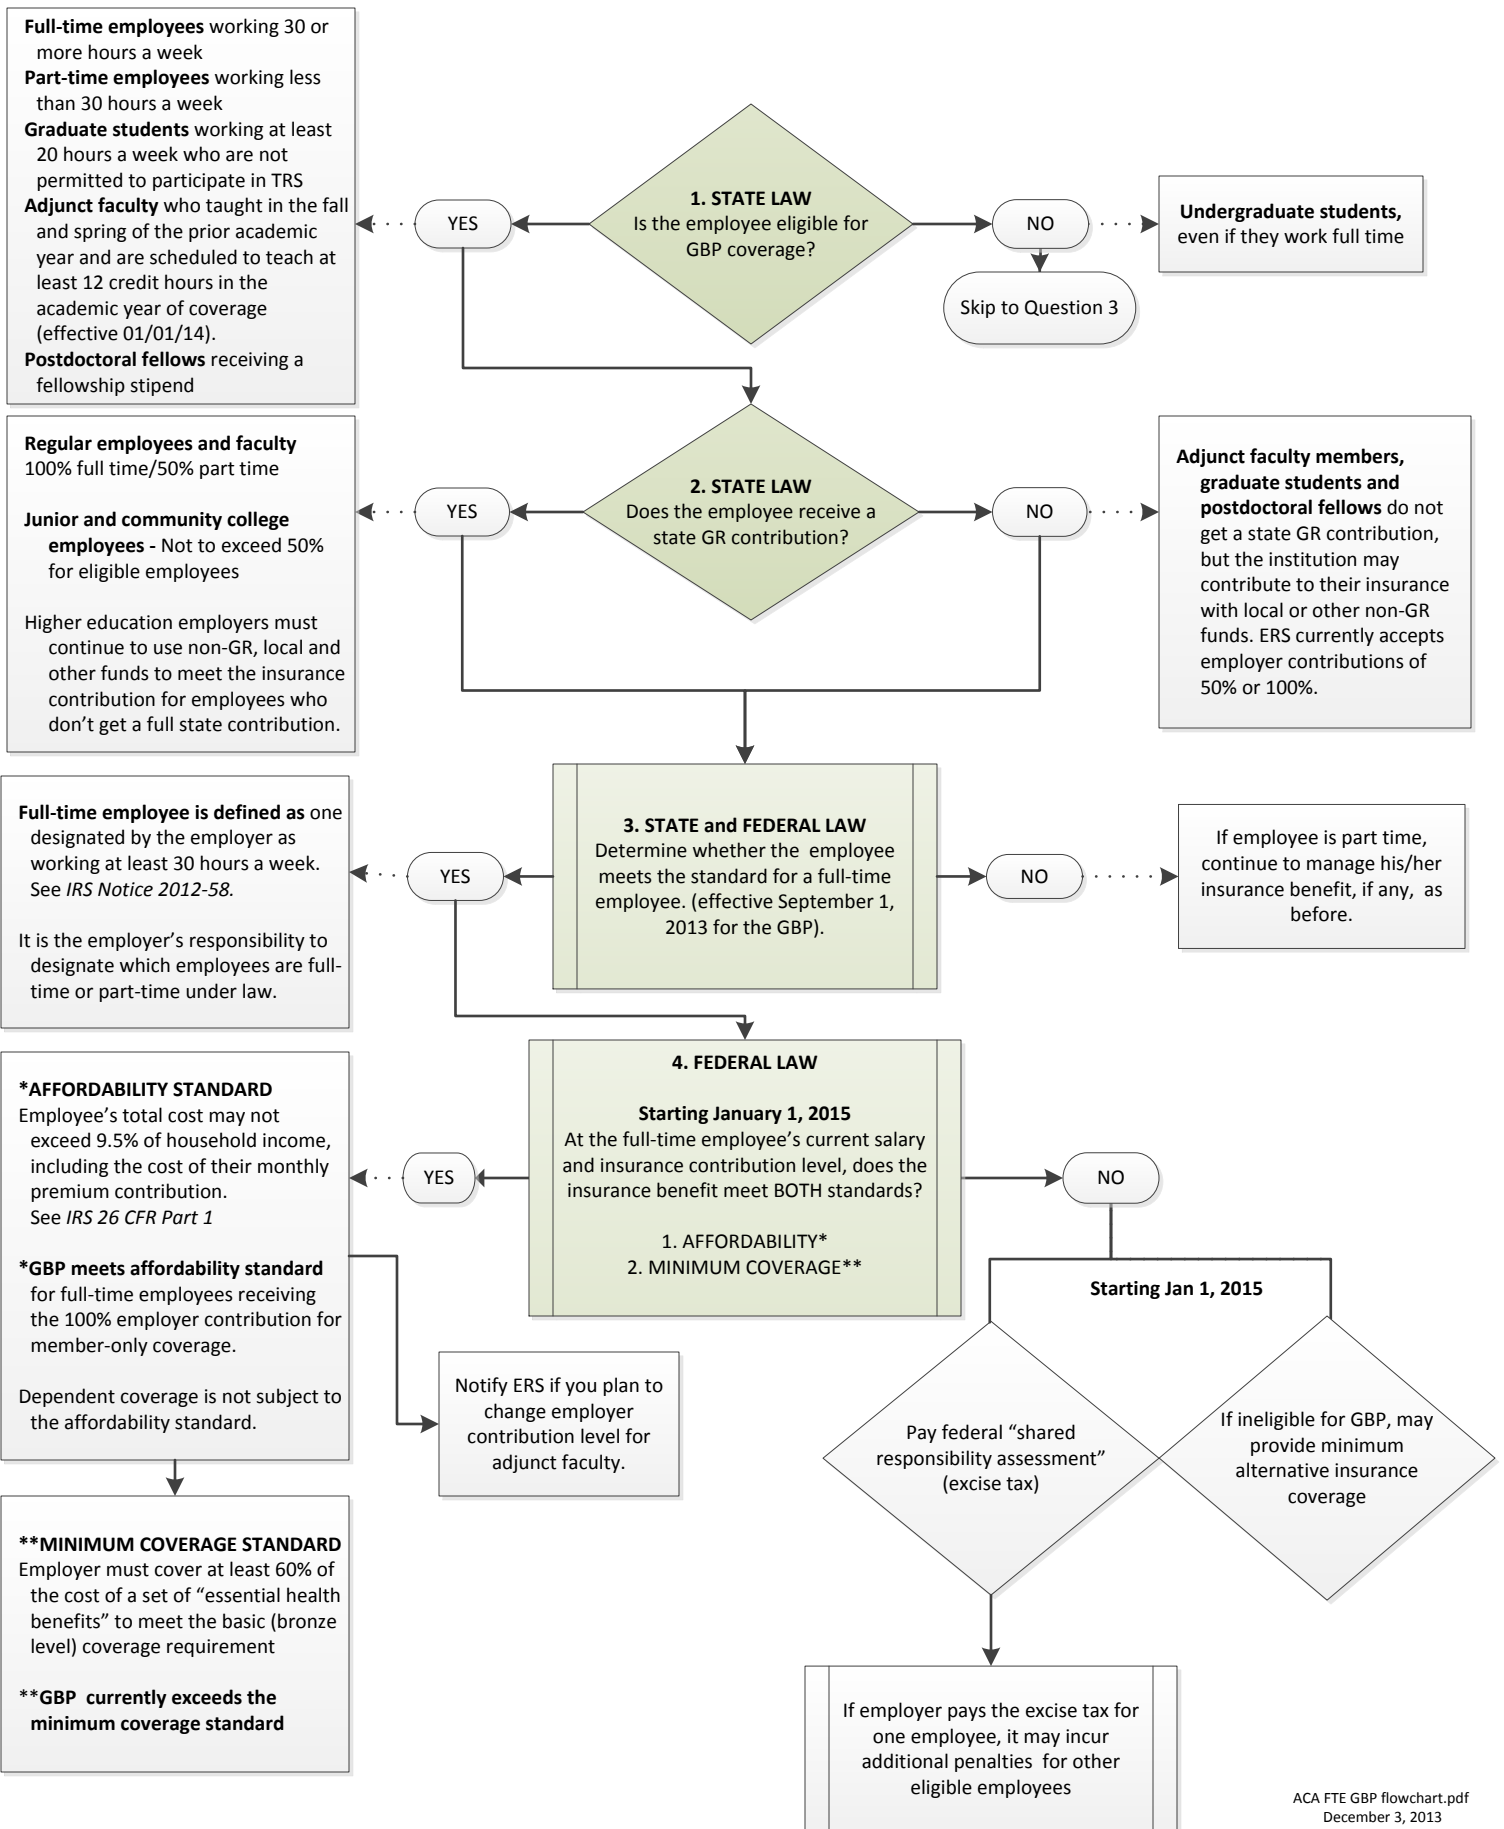 Full-time employees working 30 or
more hours a week
Part-time employees working less
than 30 hours a week
Graduate students working at least
20 hours a week who are not
permitted to participate in TRS
Adjunct faculty who taught in the fall
and spring of the prior academic
year and are scheduled to teach at
least 12 credit hours in the
academic year of coverage
(effective 01/01/14).
Postdoctoral fellows receiving a
fellowship stipend
YES
1. STATE LAW
Is the employee eligible for
GBP coverage?
NO
Undergraduate students,
even if they work full time
Skip to Question 3
Regular employees and faculty
100% full time/50% part time
Junior and community college
employees - Not to exceed 50%
for eligible employees
Higher education employers must
continue to use non-GR, local and
other funds to meet the insurance
contribution for employees who
don't get a full state contribution.
YES
2. STATE LAW
Does the employee receive a
state GR contribution?
NO
Adjunct faculty members,
graduate students and
postdoctoral fellows do not
get a state GR contribution,
but the institution may
contribute to their insurance
with local or other non-GR
funds. ERS currently accepts
employer contributions of
50% or 100%.
Full-time employee is defined as one
designated by the employer as
working at least 30 hours a week.
See IRS Notice 2012-58.
It is the employer's responsibility to
designate which employees are full-
time or part-time under law.
YES
3. STATE and FEDERAL LAW
Determine whether the employee
meets the standard for a full-time
employee. (effective September 1,
2013 for the GBP).
NO
If employee is part time,
continue to manage his/her
insurance benefit, if any, as
before.
*AFFORDABILITY STANDARD
Employee's total cost may not
exceed 9.5% of household income,
including the cost of their monthly
premium contribution.
See IRS 26 CFR Part 1
*GBP meets affordability standard
for full-time employees receiving
the 100% employer contribution for
member-only coverage.
Dependent coverage is not subject to
the affordability standard.
YES
4. FEDERAL LAW
Starting January 1, 2015
At the full-time employee's current salary
and insurance contribution level, does the
insurance benefit meet BOTH standards?
1. AFFORDABILITY*
2. MINIMUM COVERAGE**
NO
Starting Jan 1, 2015
Notify ERS if you plan to
change employer
contribution level for
adjunct faculty.
Pay federal "shared
responsibility assessment"
(excise tax)
If ineligible for GBP, may
provide minimum
alternative insurance
coverage
**MINIMUM COVERAGE STANDARD
Employer must cover at least 60% of
the cost of a set of "essential health
benefits" to meet the basic (bronze
level) coverage requirement
**GBP currently exceeds the
minimum coverage standard
If employer pays the excise tax for
one employee, it may incur
additional penalties for other
eligible employees
ACA FTE GBP flowchart.pdf
December 3, 2013